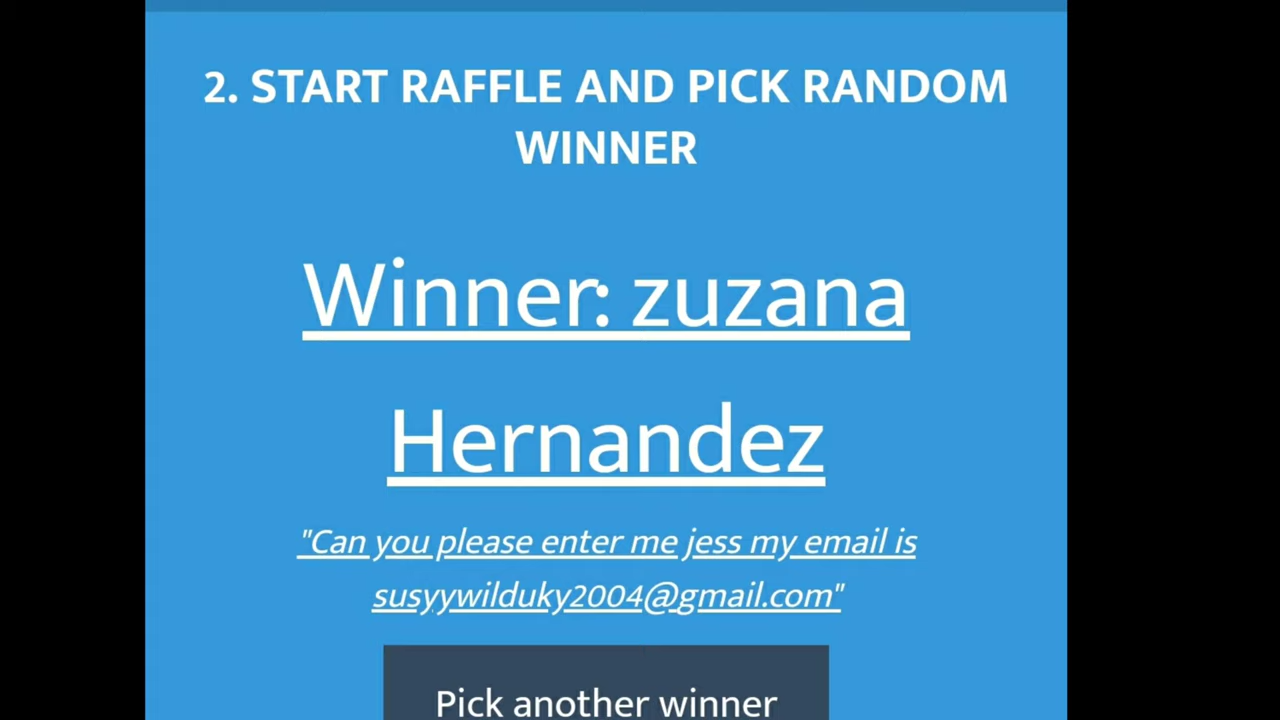 2. START RAFFLE AND PICK RANDOM
WINNER
Winner: zuzana
Hernandez
"Can you please enter me jess my email is
susyywilduky2004@gmail.com"
Pick another winner